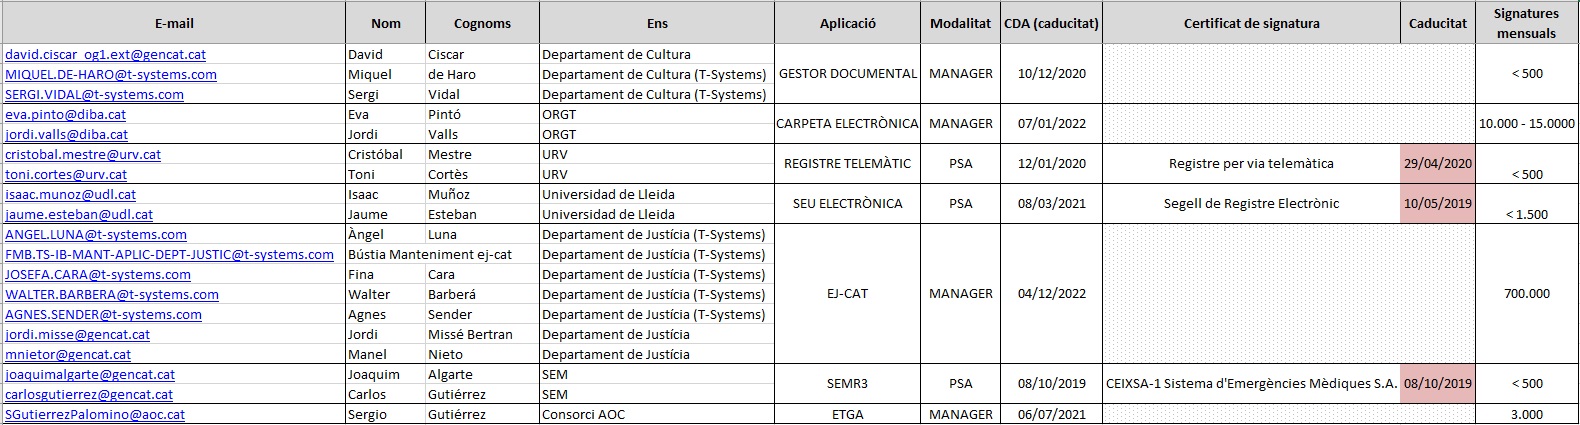 E-mail Nom Cognoms Ens Aplicació Modalitat CDA (caducitat) Certificat de signatura Caducitat Signatures mensuals
david.ciscar_og1.ext@gencat.cat David Ciscar Departament de Cultura
MIQUEL.DE-HARO@t-systems.com Miquel de Haro Departament de Cultura (T-Systems) GESTOR DOCUMENTAL MANAGER 10/12/2020 < 500
SERGI.VIDAL@t-systems.com Sergi Vidal Departament de Cultura (T-Systems)
eva.pinto@diba.cat Eva Pintó ORGT CARPETA ELECTRÒNICA MANAGER 07/01/2022 10.000 - 15.0000
jordi.valls@diba.cat Jordi Valls ORGT
cristobal.mestre@urv.cat Cristóbal Mestre URV REGISTRE TELEMÀTIC PSA 12/01/2020 Registre per via telemàtica 29/04/2020 < 500
toni.cortes@urv.cat Toni Cortès URV
isaac.munoz@udl.cat Isaac Muñoz Universidad de Lleida SEU ELECTRÒNICA PSA 08/03/2021 Segell de Registre Electrònic 10/05/2019 < 1.500
jaume.esteban@udl.cat Jaume Esteban Universidad de Lleida
ANGEL.LUNA@t-systems.com Àngel Luna Departament de Justícia (T-Systems)
FMB.TS-IB-MANT-APLIC-DEPT-JUSTIC@t-systems.com Bústia Manteniment ej-cat Departament de Justícia (T-Systems)
JOSEFA.CARA@t-systems.com Fina Cara Departament de Justícia (T-Systems)
WALTER.BARBERA@t-systems.com Walter Barberá Departament de Justícia (T-Systems) EJ-CAT MANAGER 04/12/2022 700.000
AGNES.SENDER@t-systems.com Agnes Sender Departament de Justícia (T-Systems)
jordi.misse@gencat.cat Jordi Missé Bertran Departament de Justícia
mnietor@gencat.cat Manel Nieto Departament de Justícia
joaquimalgarte@gencat.cat Joaquim Algarte SEM SEMR3 PSA 08/10/2019 CEIXSA-1 Sistema d'Emergències Mèdiques S.A. 08/10/2019 < 500
carlosgutierrez@gencat.cat Carlos Gutiérrez SEM
SGutierrezPalomino@aoc.cat Sergio Gutiérrez Consorci AOC ETGA MANAGER 06/07/2021 3.000